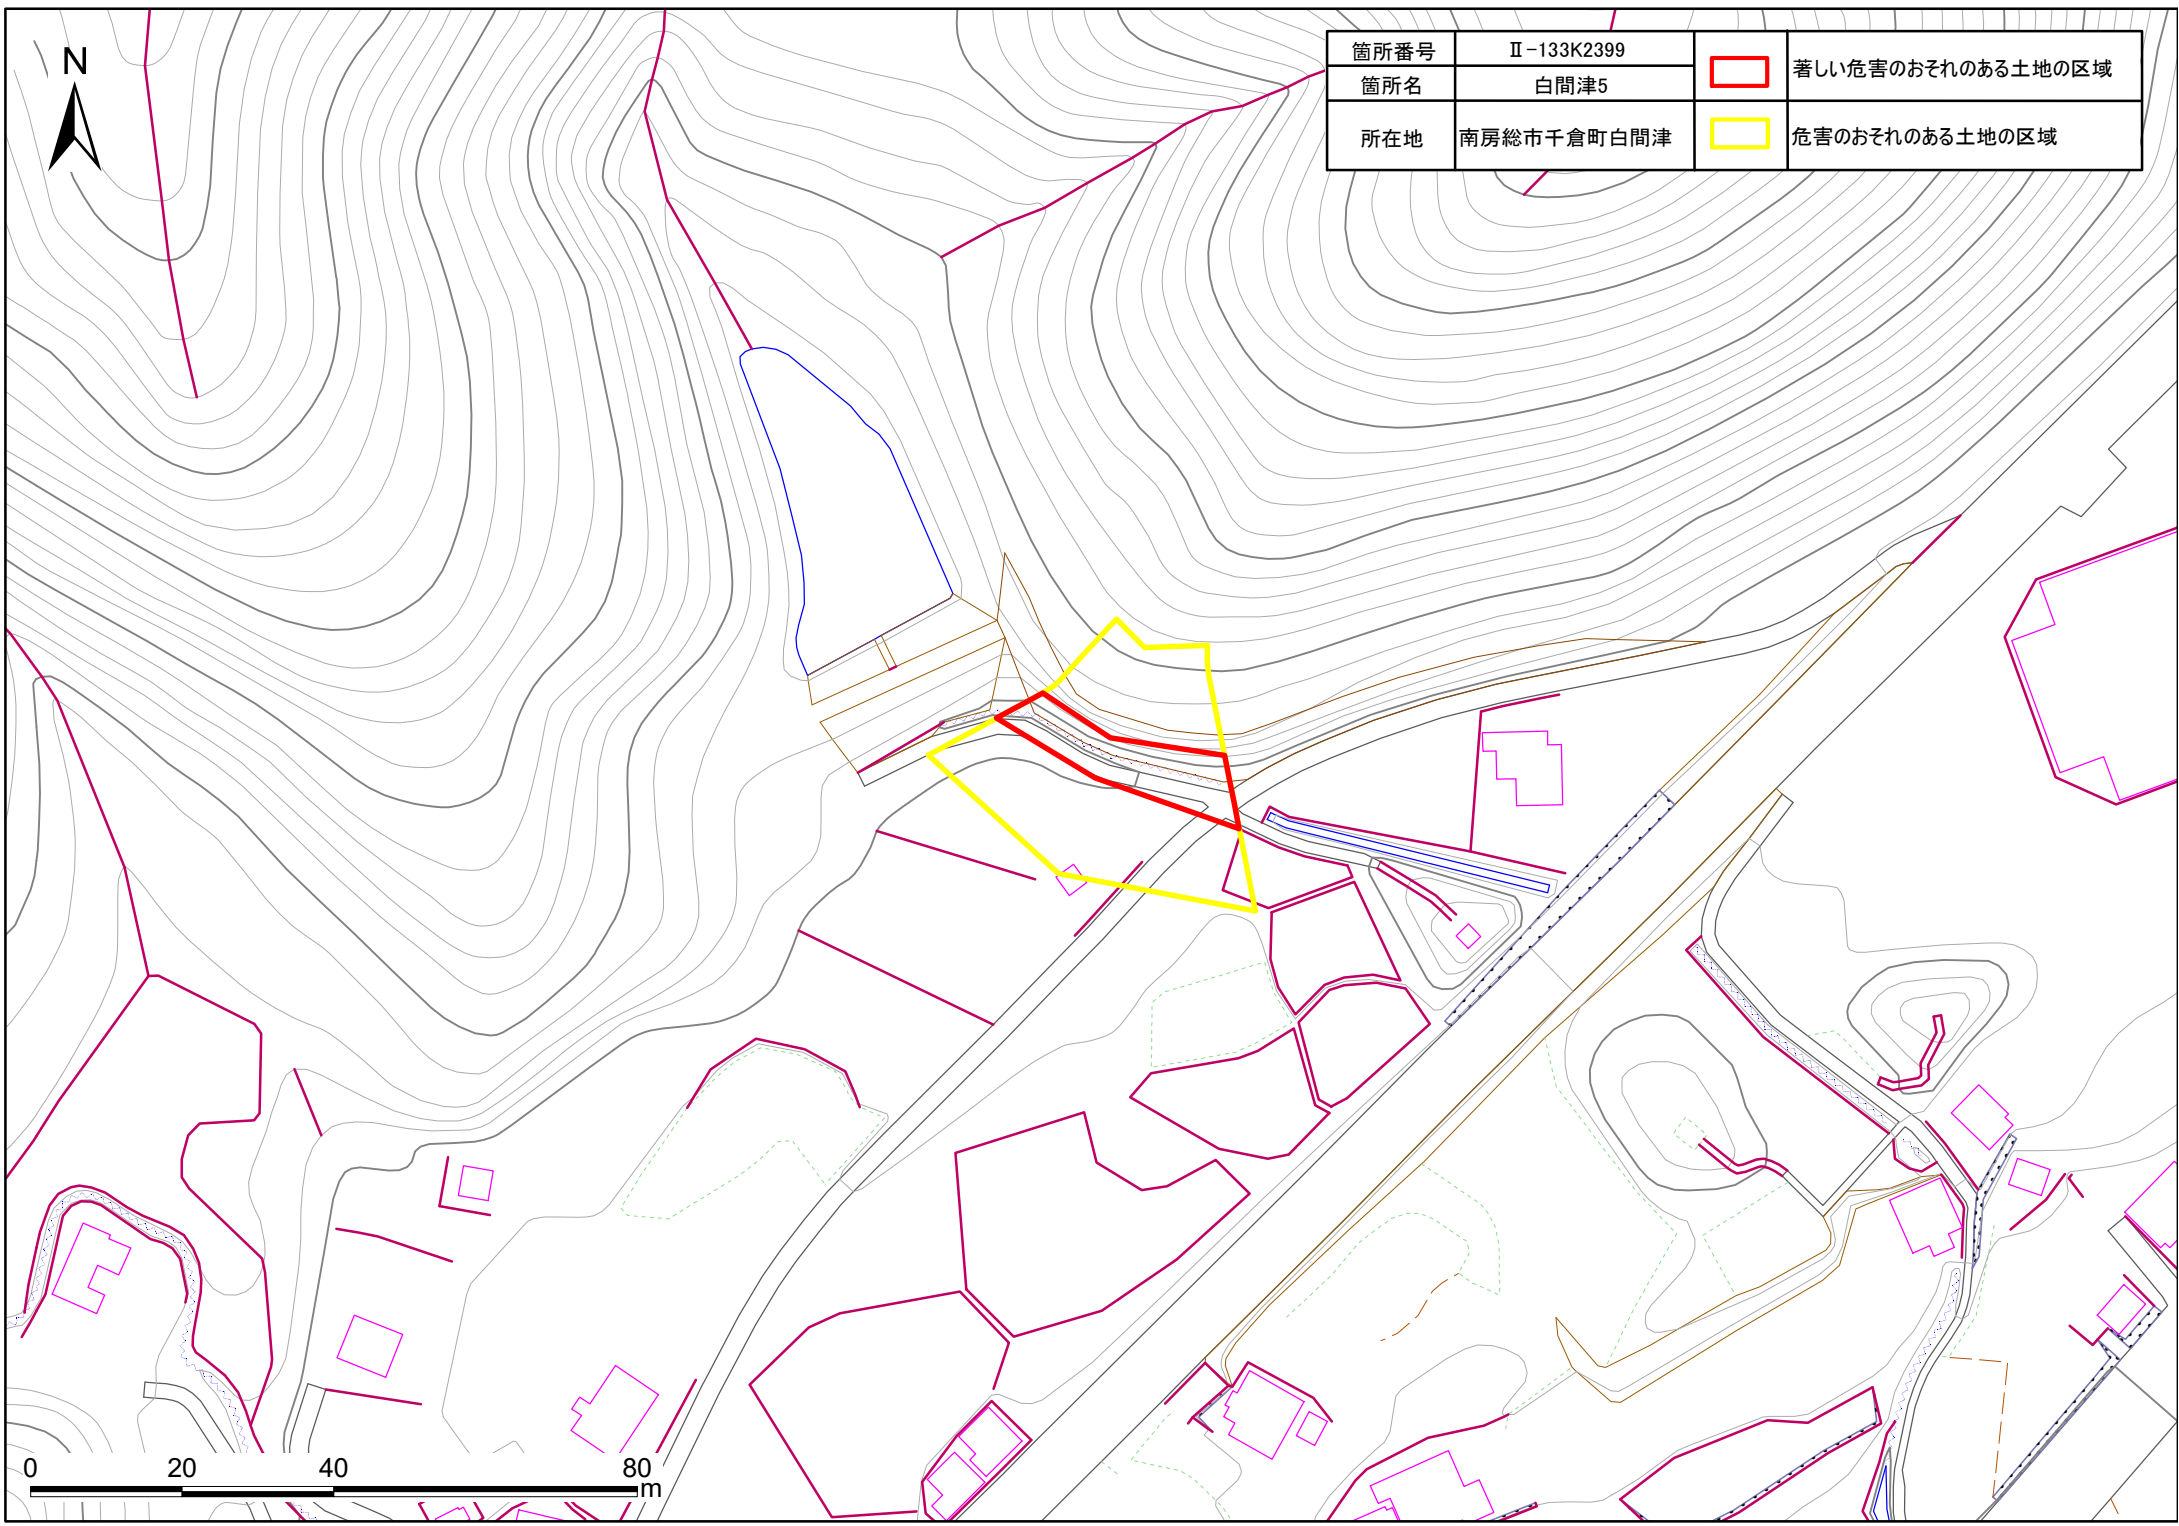 N
箇所番号 Ⅱ-133K2399 著しい危害のおそれのある土地の区域
箇所名 白間津5
所在地 南房総市千倉町白間津 危害のおそれのある土地の区域
0 20 40 80
m